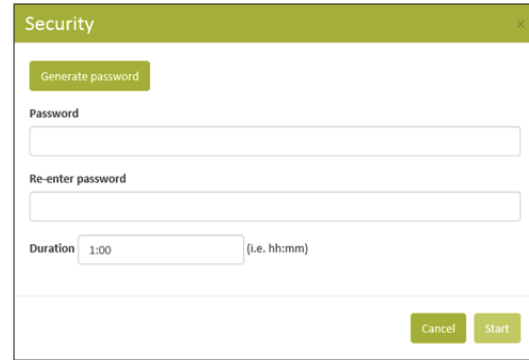 Security ×
Generate password
Password
Re-enter password
Duration 1:00 (i.e. hh:mm)
Cancel Start